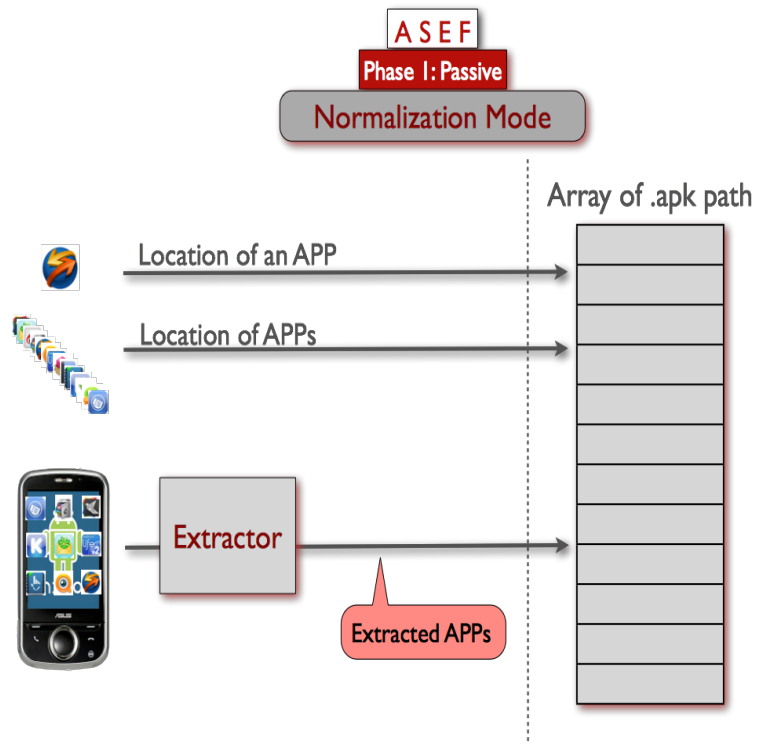 A S E F
Phase 1: Passive
Normalization Mode
Array of .apk path
Location of an APP
Location of APPs
Extractor
Extracted APPs
ASUS